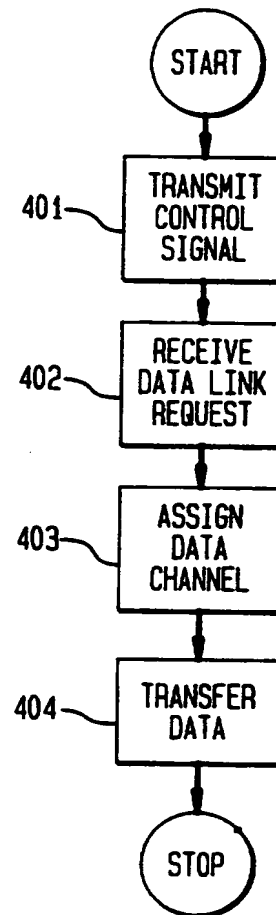 START
401
TRANSMIT
CONTROL
SIGNAL
402
RECEIVE
DATA LINK
REQUEST
403
ASSIGN
DATA
CHANNEL
404
TRANSFER
DATA
STOP